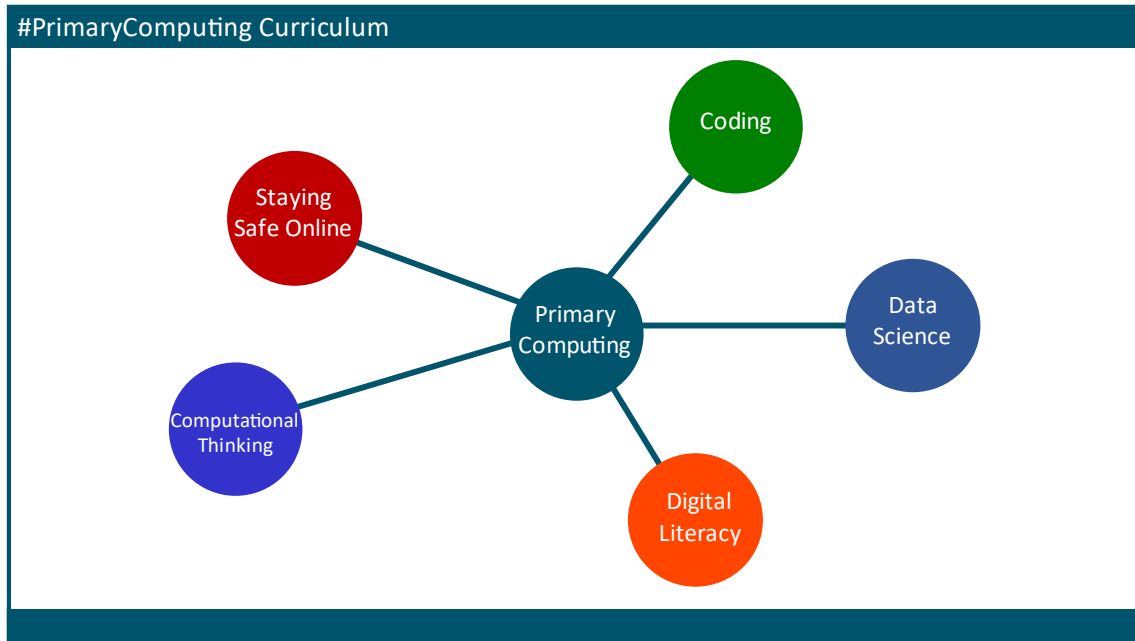 #PrimaryComputing Curriculum
Coding
Staying
Safe Online
Primary
Computing
Data
Science
Computational
Thinking
Digital
Literacy